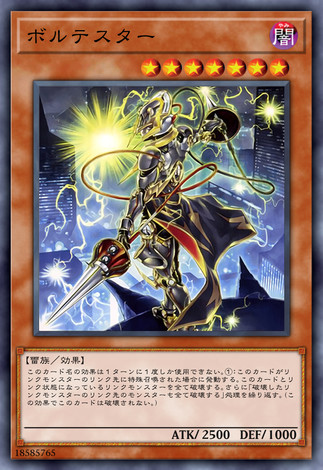 ボルテスター
闇
やみ
【雷族／効果】
このカード名の効果は１ターンに１度しか使用できない。①：このカードがリ
ンクモンスターのリンク先に特殊召喚された場合に発動する。このカードとリ
ンク状態になっているリンクモンスターを全て破壊する。さらに「破壊したリ
ンクモンスターのリンク先のモンスターを全て破壊する」処理を繰り返す。（こ
の効果でこのカードは破壊されない）
ATK/ 2500 DEF/1000
18585765